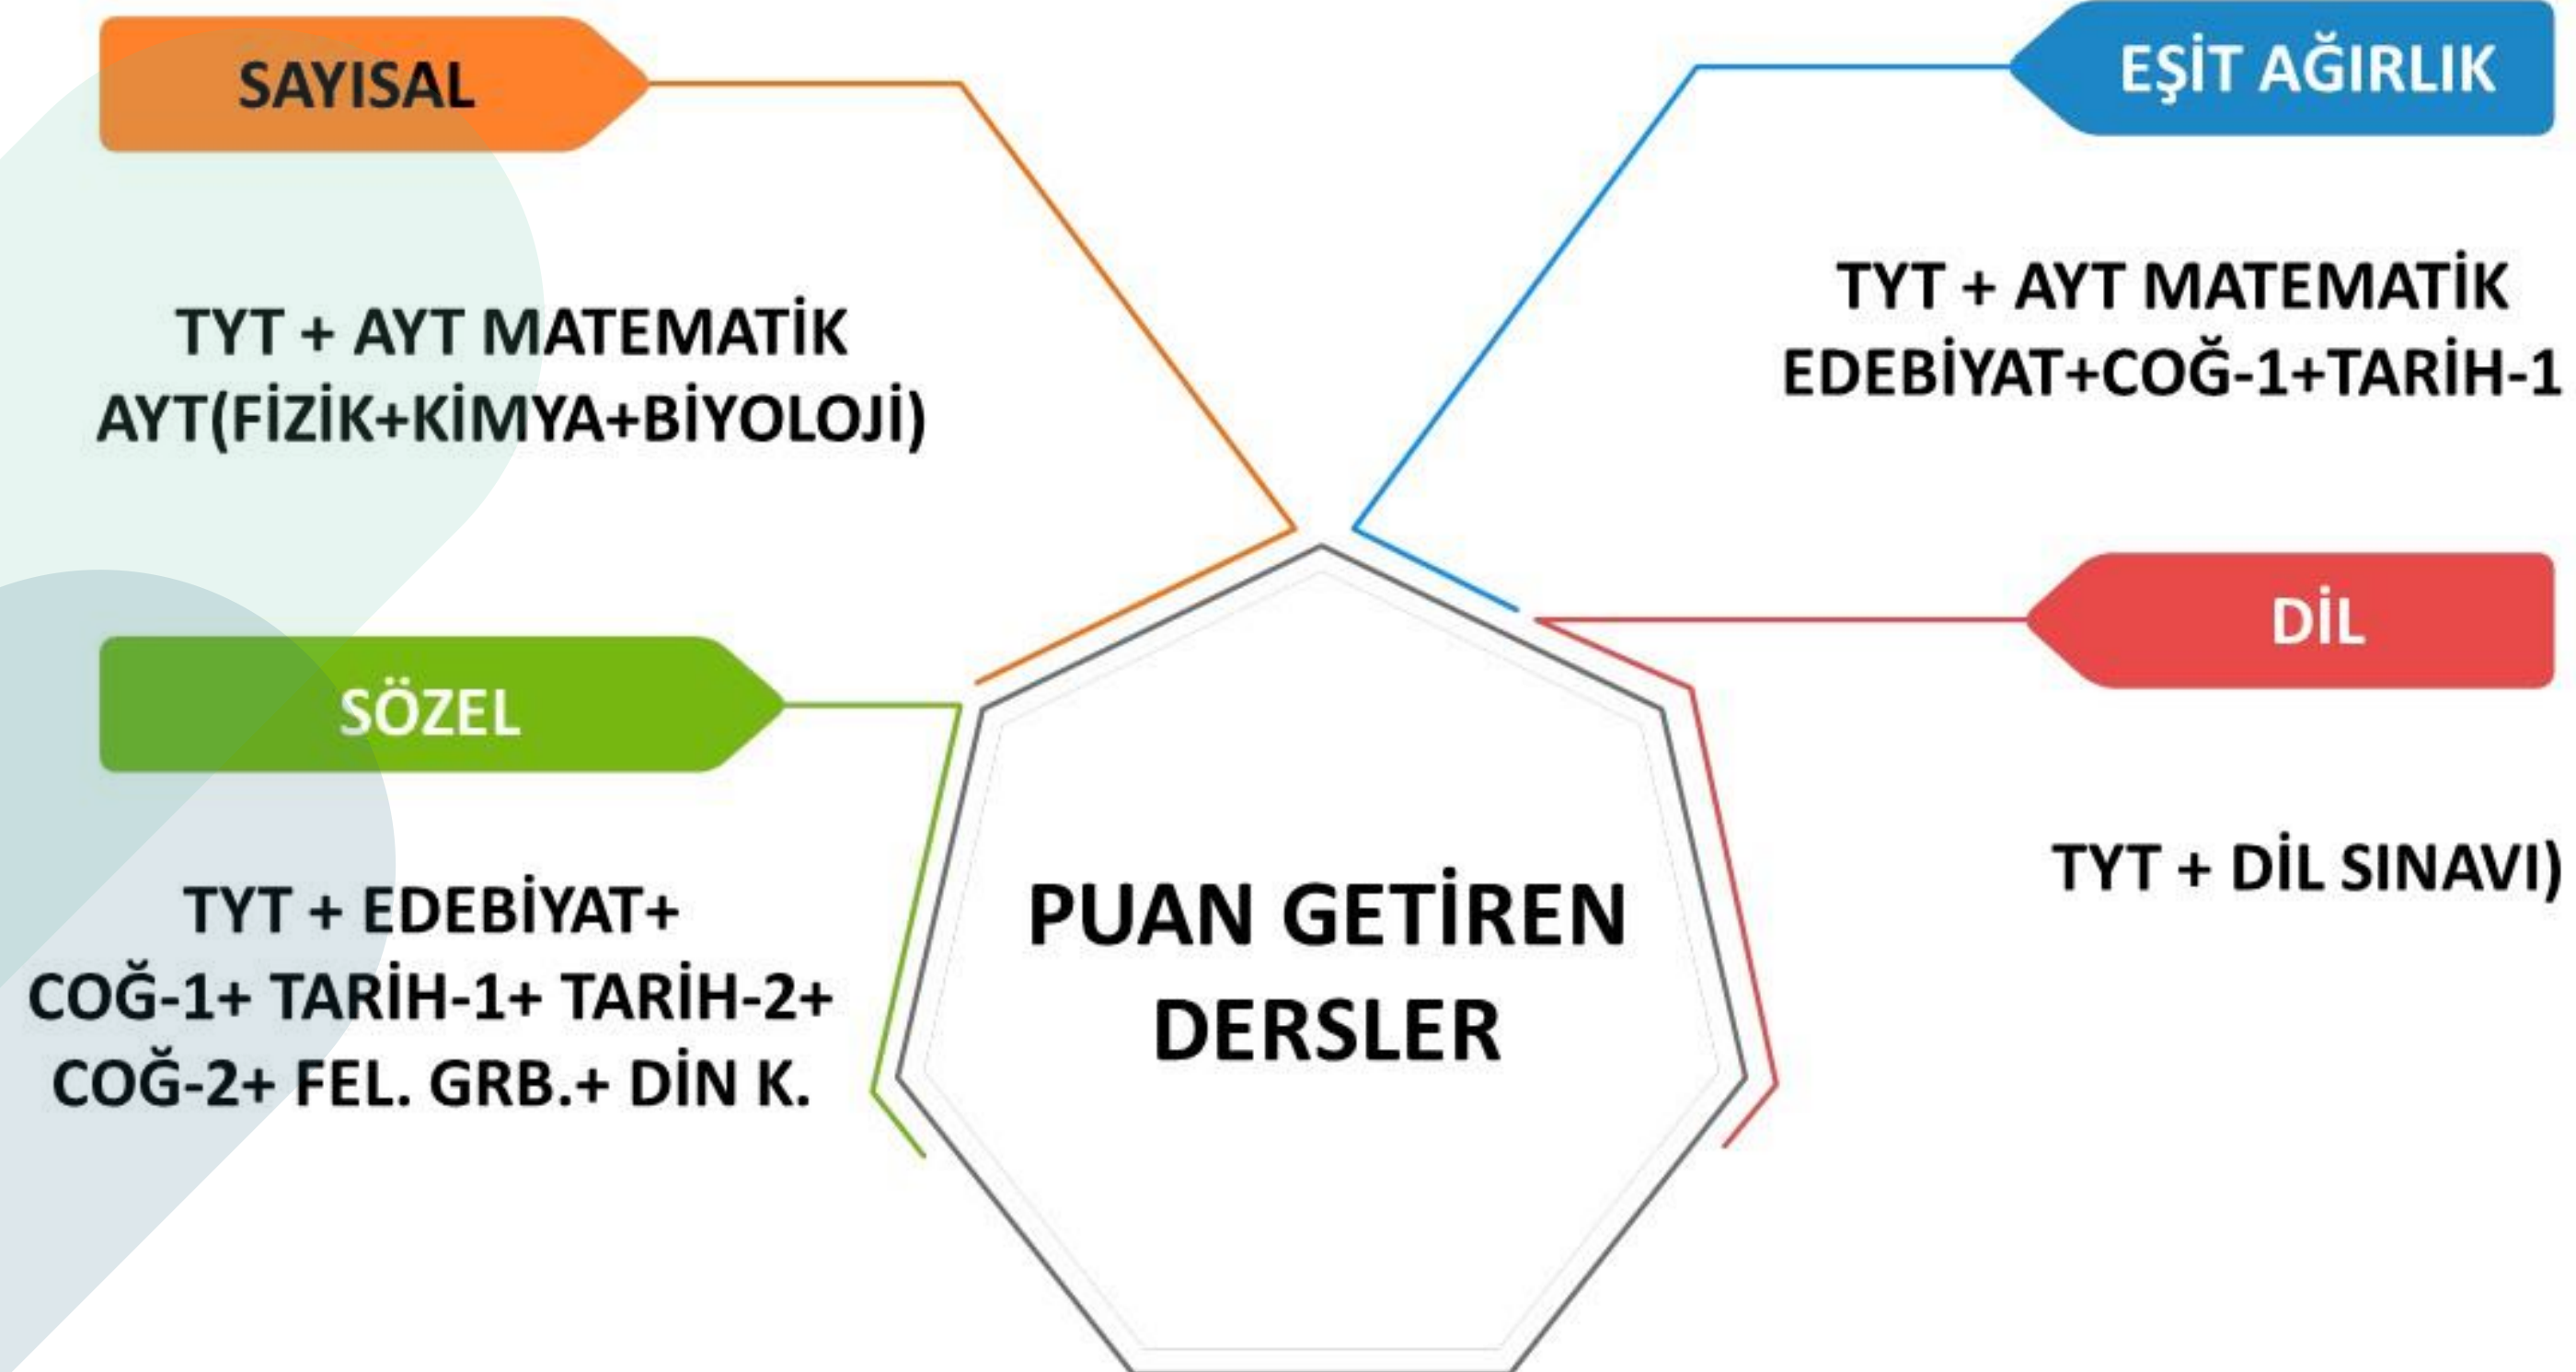 SAYISAL
TYT + AYT MATEMATİK
AYT(FİZİK+KİMYA+BİYOLOJİ)
EŞİT AĞIRLIK
TYT + AYT MATEMATİK
EDEBİYAT+COĞ-1+TARİH-1
SÖZEL
TYT + EDEBİYAT+
COĞ-1+ TARİH-1+ TARİH-2+
COĞ-2+ FEL. GRB.+ DİN K.
DİL
TYT + DİL SINAVI)
PUAN GETİREN
DERSLER